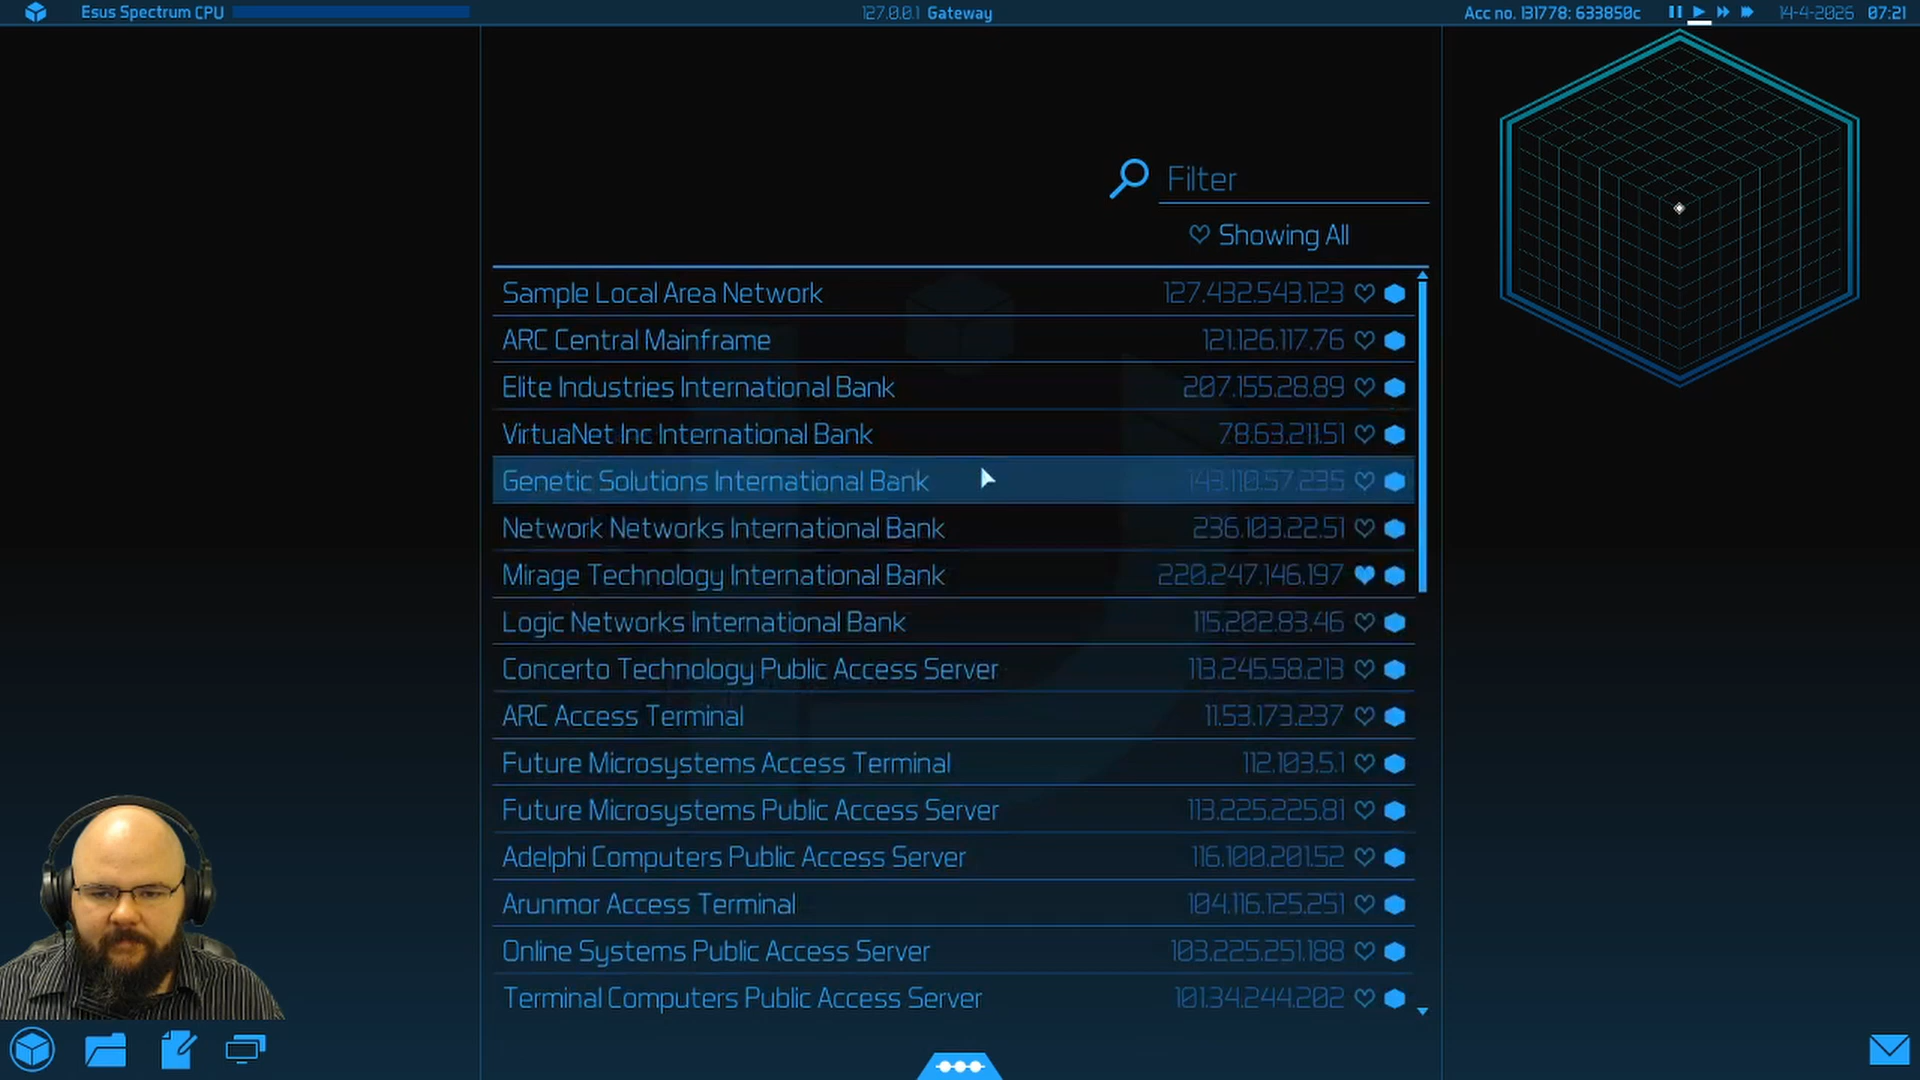 Esus Spectrum CPU
127.0.0.1 Gateway
Acc no. 131778: 633850c
14-4-2026 07:21
Filter
Showing All
Sample Local Area Network 127.432.543.123
ARC Central Mainframe 121.126.117.76
Elite Industries International Bank 207.155.28.89
VirtuaNet Inc International Bank 78.63.211.51
Genetic Solutions International Bank 143.110.57.235
Network Networks International Bank 236.103.22.51
Mirage Technology International Bank 220.247.146.197
Logic Networks International Bank 115.202.83.46
Concerto Technology Public Access Server 113.245.58.213
ARC Access Terminal 11.53.173.237
Future Microsystems Access Terminal 112.103.5.1
Future Microsystems Public Access Server 113.225.225.81
Adelphi Computers Public Access Server 116.100.201.52
Arunmor Access Terminal 104.116.125.251
Online Systems Public Access Server 103.225.251.188
Terminal Computers Public Access Server 101.34.244.202